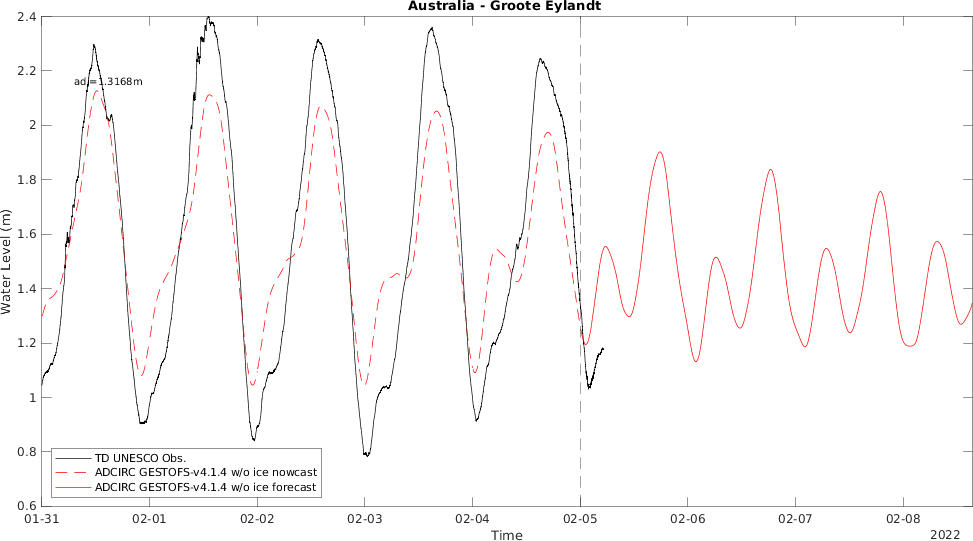 Australia - Groote Eylandt
2.4
2.2
2
1.8
1.6
1.4
1.2
1
0.8
0.6
Water Level (m)
adj=1.3168m
TD UNESCO Obs.
ADCIRC GESTOFS-v4.1.4 w/o ice nowcast
ADCIRC GESTOFS-v4.1.4 w/o ice forecast
01-31 02-01 02-02 02-03 02-04 02-05 02-06 02-07 02-08
Time
2022